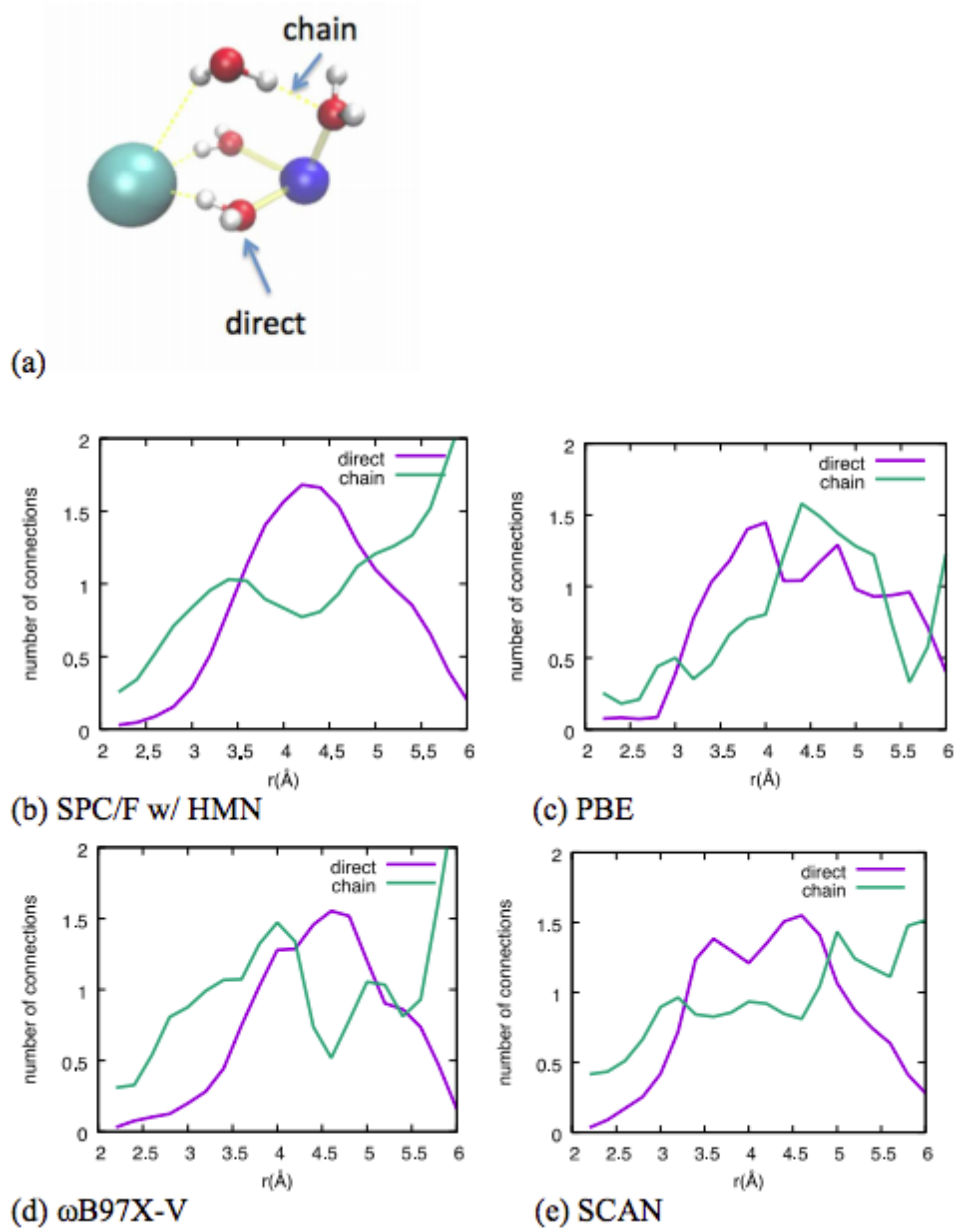 chain
direct
(a)
2
1.5
1
0.5
0
number of connections
direct
chain
2 2.5 3 3.5 4 4.5 5 5.5 6
r(Å)
(b) SPC/F w/ HMN
2
1.5
1
0.5
0
number of connections
direct
chain
2 2.5 3 3.5 4 4.5 5 5.5 6
r(Å)
(c) PBE
2
1.5
1
0.5
0
number of connections
direct
chain
2 2.5 3 3.5 4 4.5 5 5.5 6
r(Å)
(d) ωB97X-V
2
1.5
1
0.5
0
number of connections
direct
chain
2 2.5 3 3.5 4 4.5 5 5.5 6
r(Å)
(e) SCAN